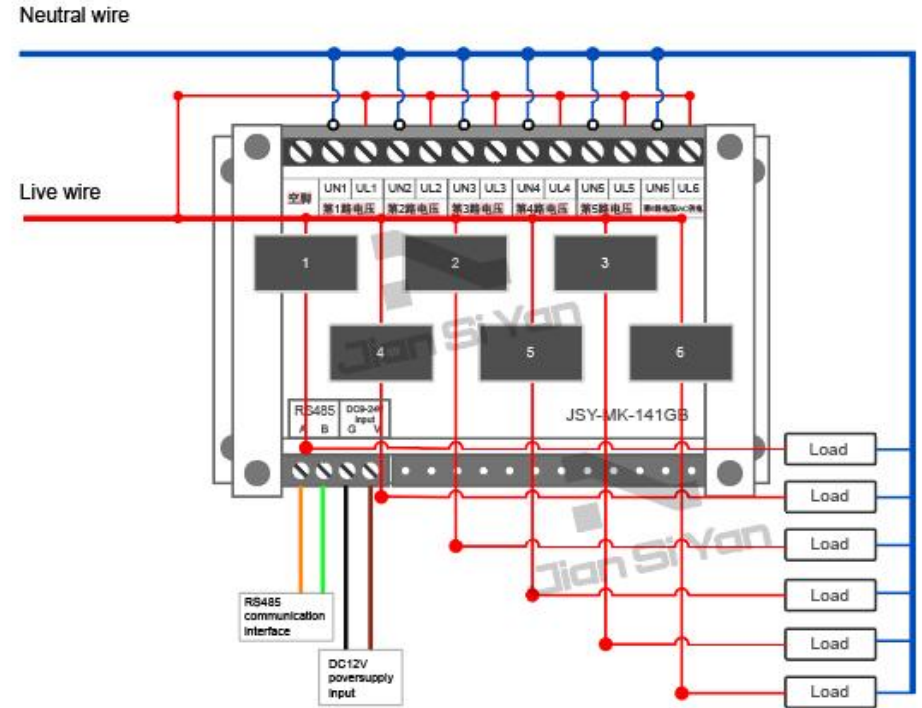 Neutral wire
Live wire
空脚
UN1 UL1 UN2 UL2 UN3 UL3 UN4 UL4 UN5 UL5 UN6 UL6
第1路电压 第2路电压 第3路电压 第4路电压 第5路电压
1 2 3
4 5 6
Jian Si Yan
RS485
A B
DC9-24V
Input
G V
JSY-MK-141GB
Load
Load
Load
Load
Load
Load
Jian Si Yan
RS485
communication
interface
DC12V
poversupply
input